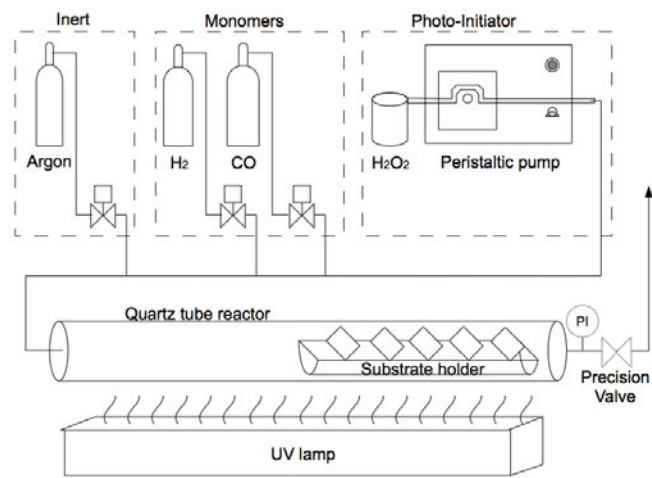 Inert
Monomers
Photo-Initiator
Argon
H2
CO
H2O2
Peristaltic pump
Quartz tube reactor
PI
Substrate holder
Precision
Valve
UV lamp